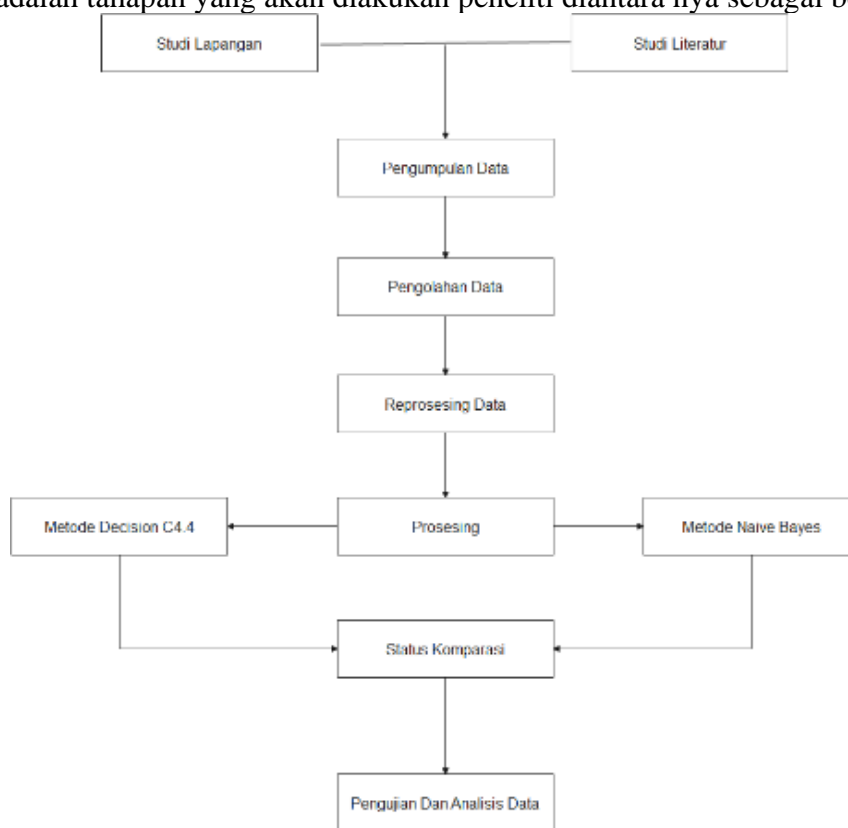 adalah tahapan yang akan diakukan peneliti diantara nya sebagai b
Studi Lapangan
Studi Literatur
Pengumpulan Data
Pengolahan Data
Reprosesing Data
Metode Decision C4.4
Prosesing
Metode Naive Bayes
Status Komparasi
Pengujian Dan Analisis Data